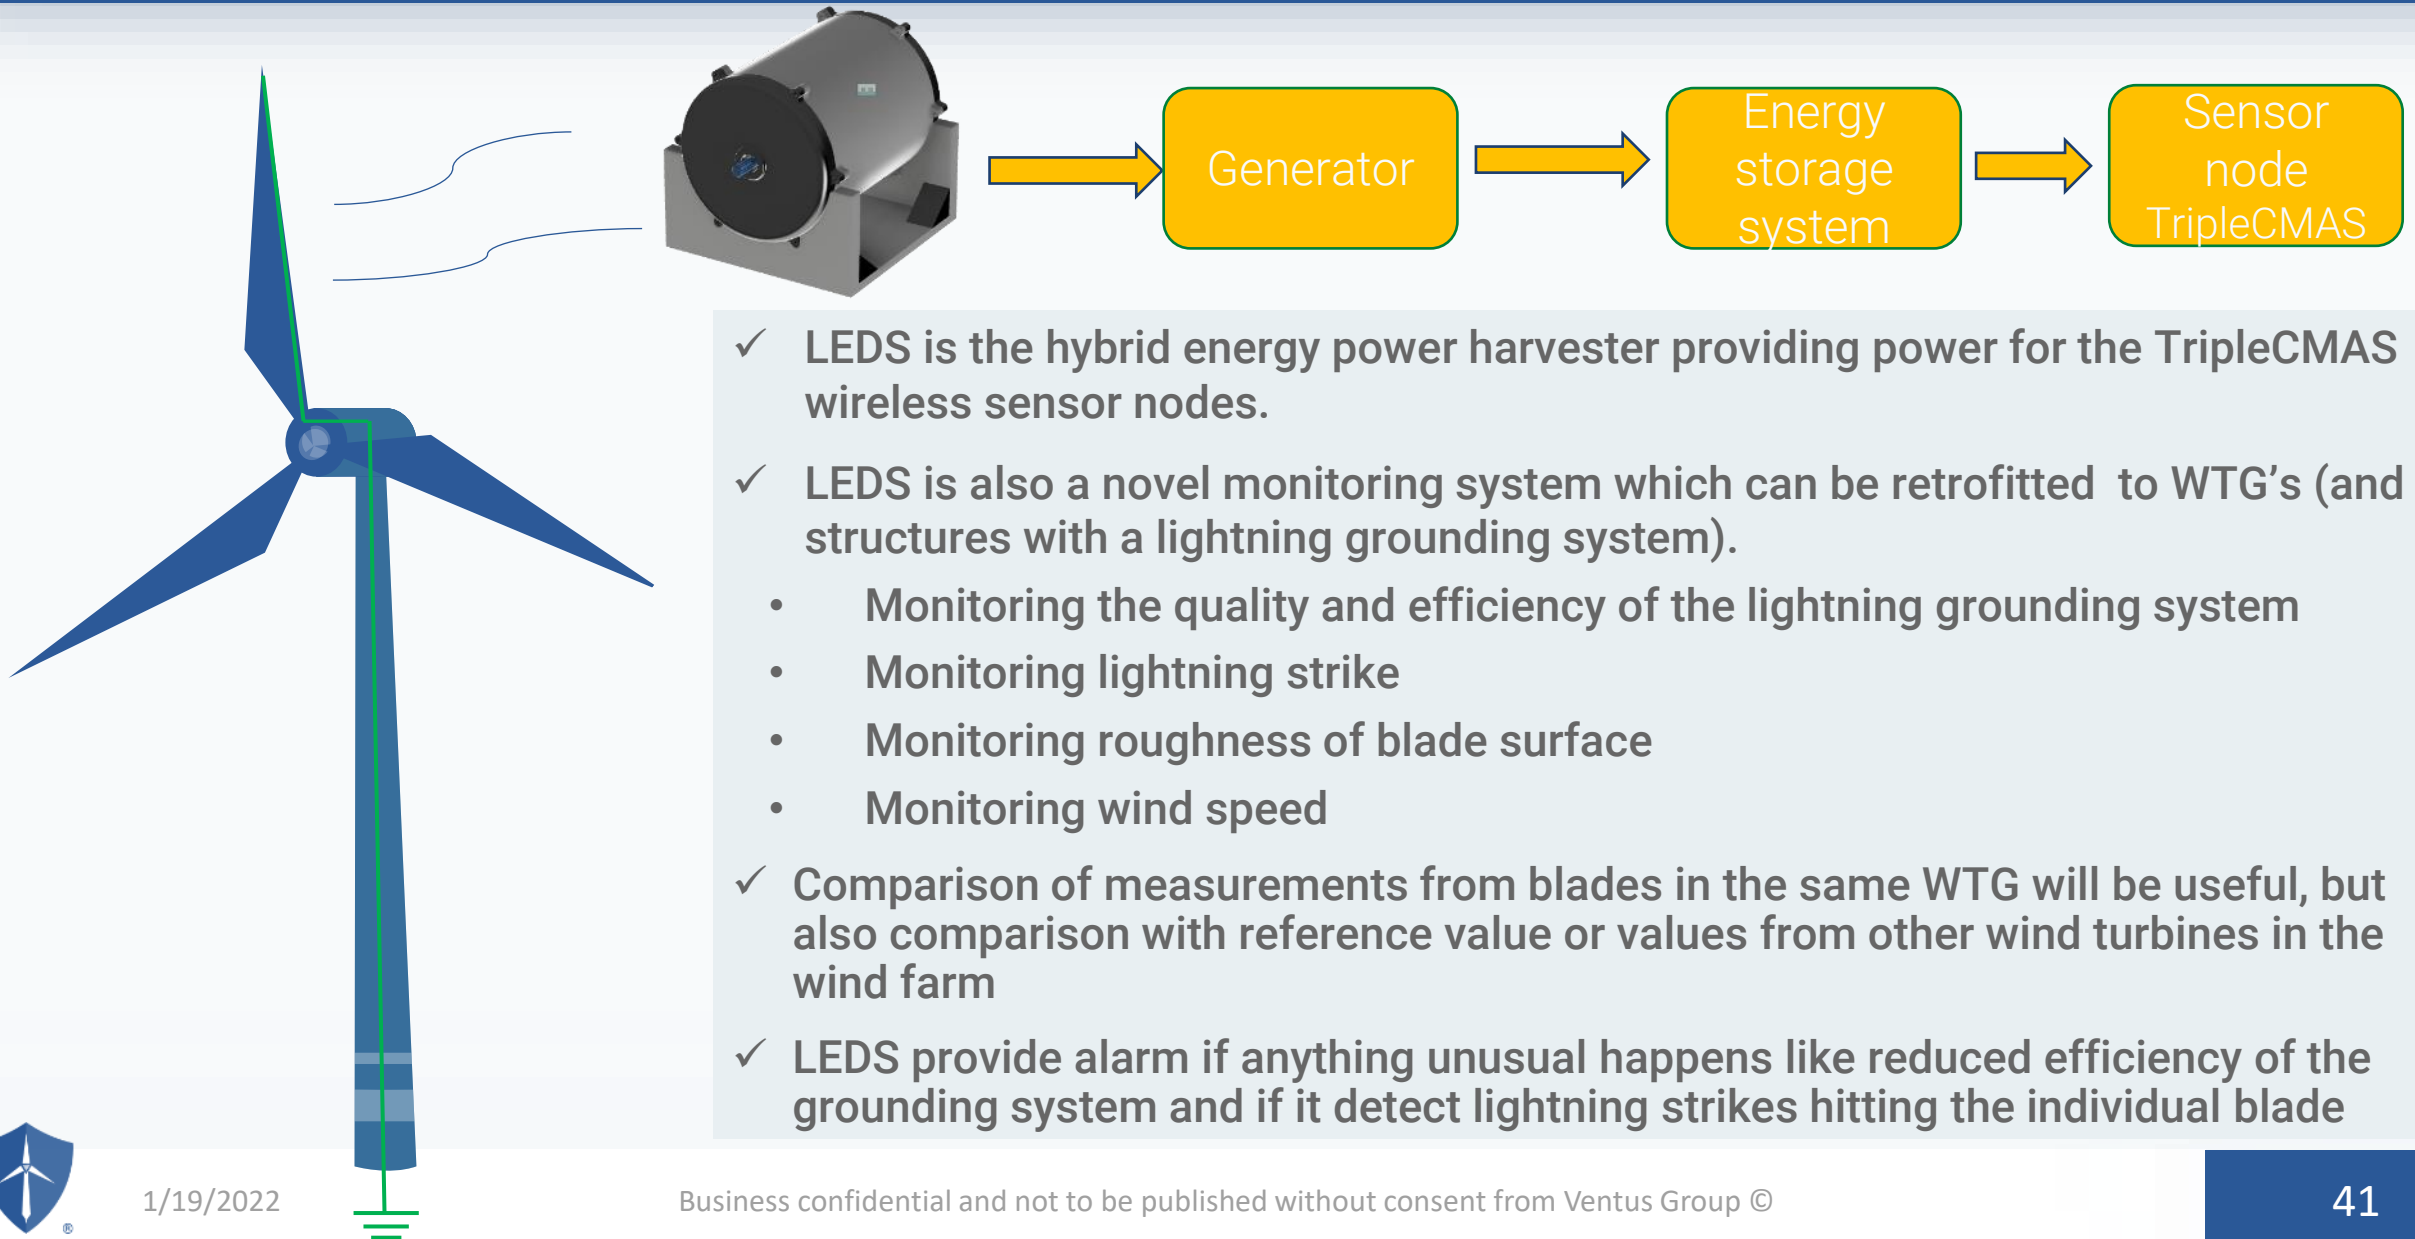 Generator
Energy
storage
system
Sensor
node
TripleCMAS
✓ LEDS is the hybrid energy power harvester providing power for the TripleCMAS
wireless sensor nodes.
✓ LEDS is also a novel monitoring system which can be retrofitted  to WTG’s (and
structures with a lightning grounding system).
• Monitoring the quality and efficiency of the lightning grounding system
• Monitoring lightning strike
• Monitoring roughness of blade surface
• Monitoring wind speed
✓ Comparison of measurements from blades in the same WTG will be useful, but
also comparison with reference value or values from other wind turbines in the
wind farm
✓ LEDS provide alarm if anything unusual happens like reduced efficiency of the
grounding system and if it detect lightning strikes hitting the individual blade
®
1/19/2022
Business confidential and not to be published without consent from Ventus Group ©
41